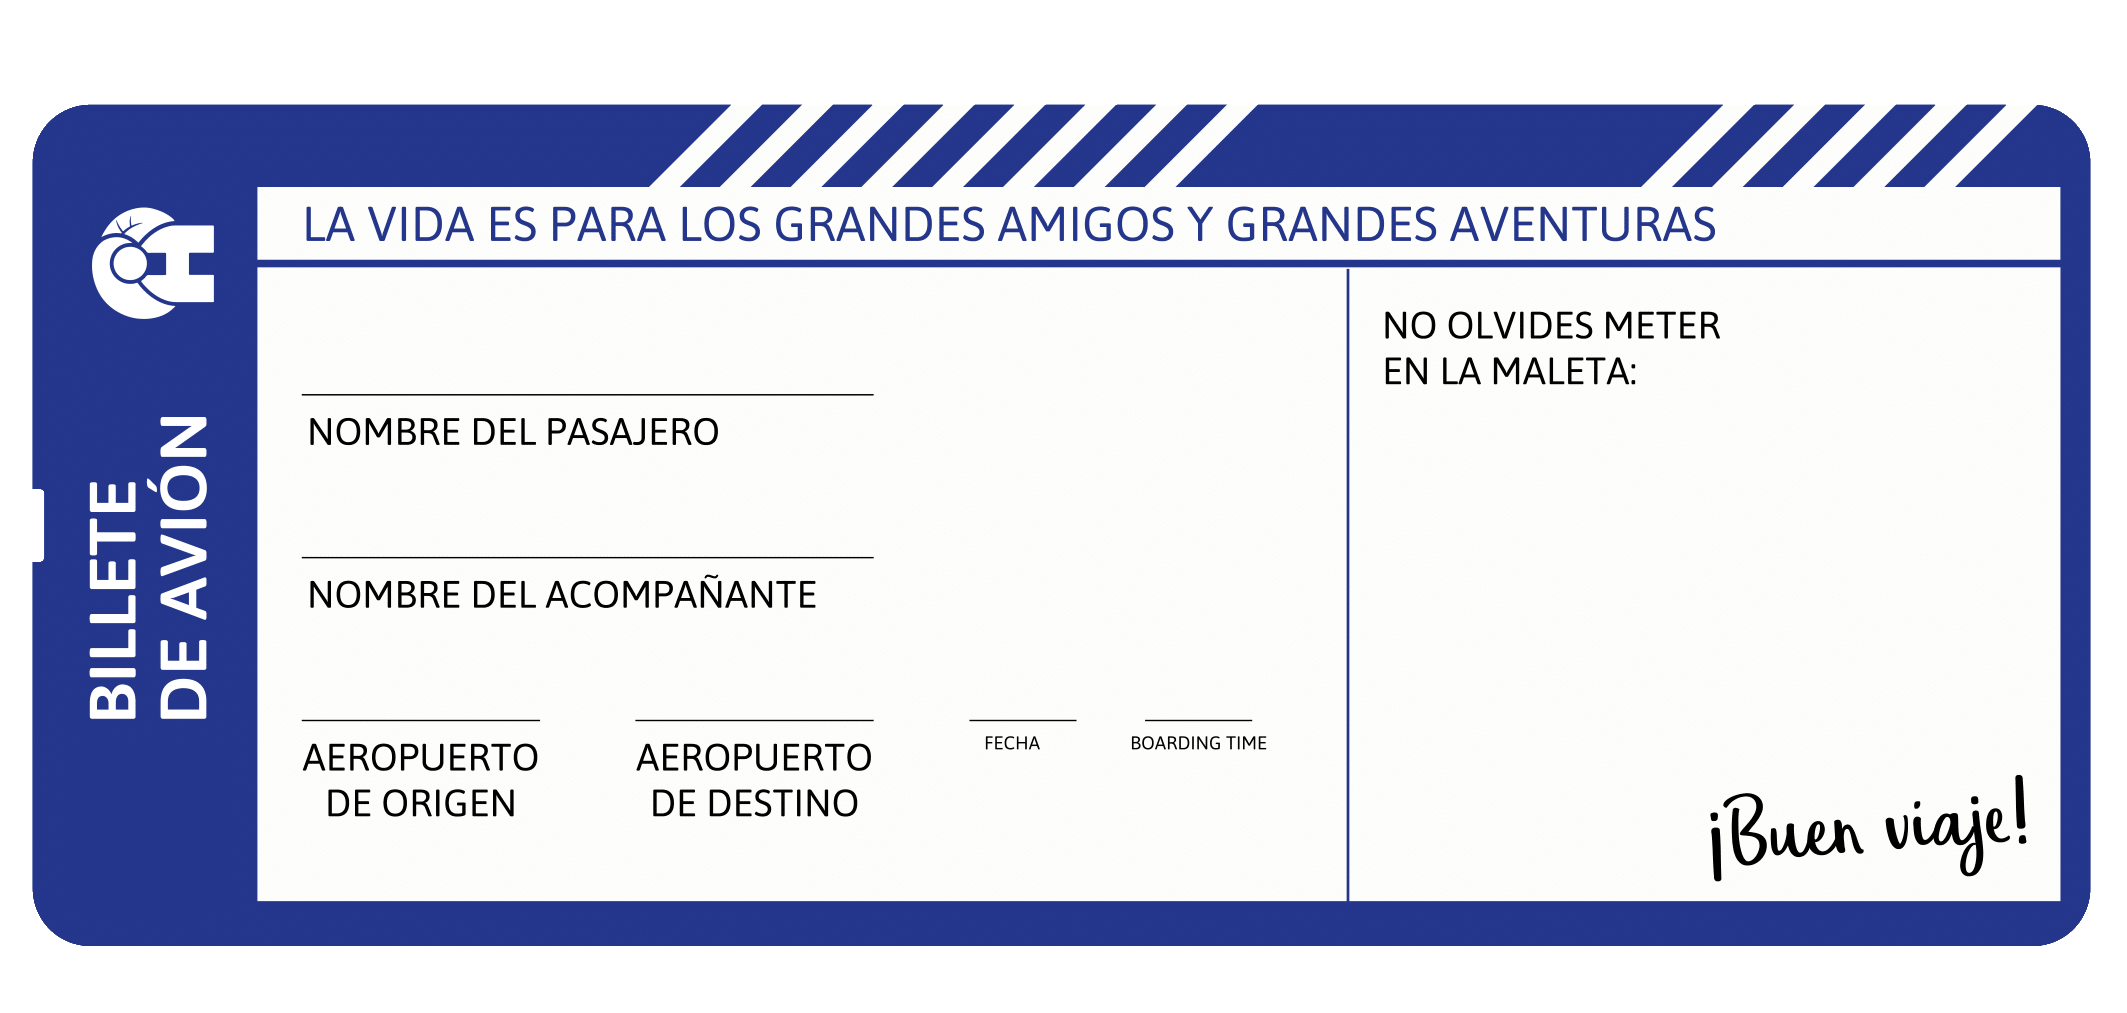 BILLETE
DE AVIÓN
LA VIDA ES PARA LOS GRANDES AMIGOS Y GRANDES AVENTURAS
NOMBRE DEL PASAJERO
NOMBRE DEL ACOMPAÑANTE
AEROPUERTO
DE ORIGEN
AEROPUERTO
DE DESTINO
FECHA
BOARDING TIME
NO OLVIDES METER
EN LA MALETA:
¡Buen viaje!